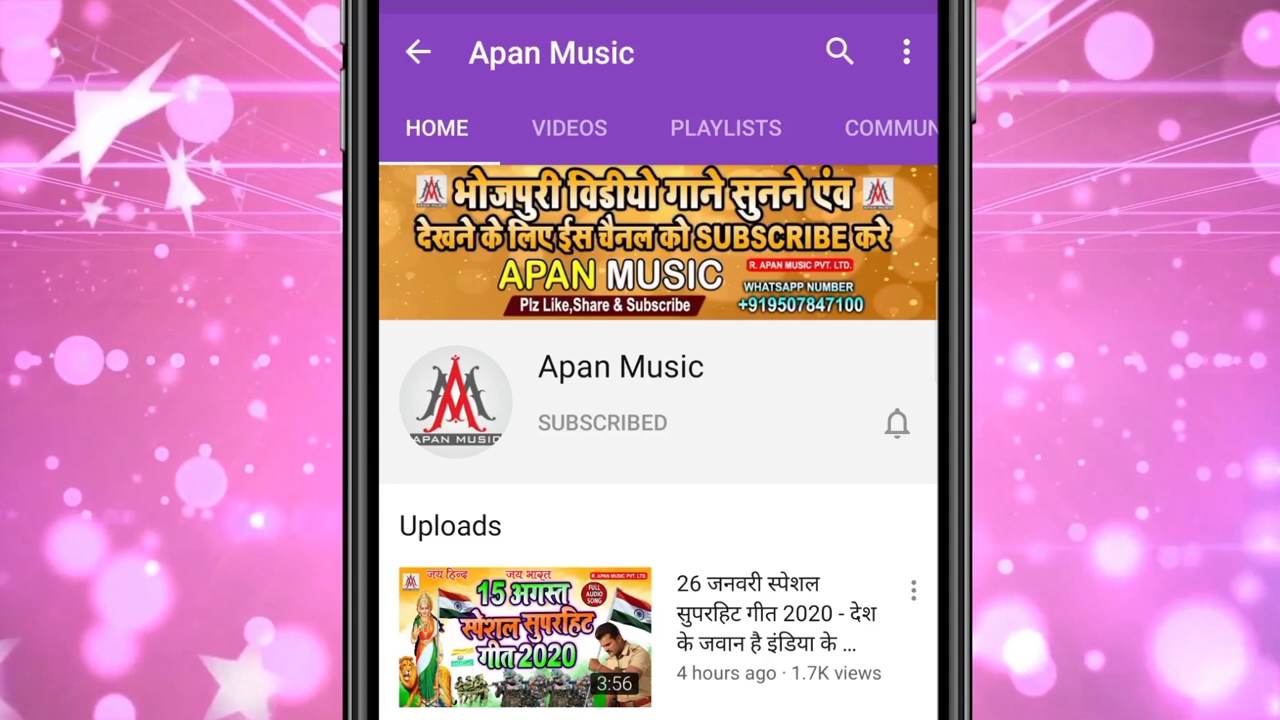 Apan Music
HOME VIDEOS PLAYLISTS COMMUN
भोजपुरी विडीयो गाने सुनने एंव
देखने के लिए ईस चैनल को SUBSCRIBE करे
APAN MUSIC
R. APAN MUSIC PVT. LTD.
WHATSAPP NUMBER
Plz Like,Share & Subscribe
+919507847100
Apan Music
SUBSCRIBED
APAN MUSIC
Uploads
जय हिन्द जय भारत
R. APAN MUSIC PVT. LTD
15 अगस्त
FULL
AUDIO
SONG
स्पेशल सुपरहिट
गीत 2020
3:56
26 जनवरी स्पेशल
सुपरहिट गीत 2020 - देश
के जवान है इंडिया के ...
4 hours ago · 1.7K views